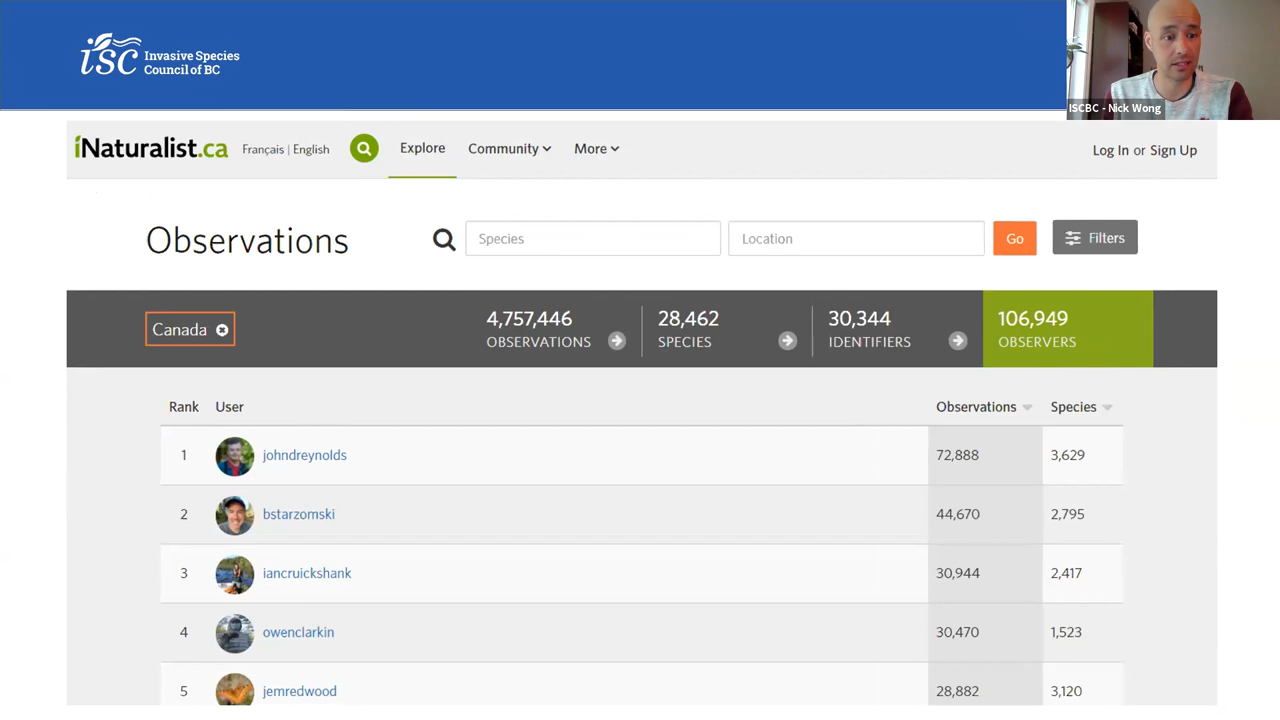 isc Invasive Species
Council of BC
ISCBC - Nick Wong
iNaturalist.ca Français | English Explore Community More Log In or Sign Up
Observations Species Location Go Filters
Canada 4,757,446 28,462 30,344 106,949
OBSERVATIONS SPECIES IDENTIFIERS OBSERVERS
Rank User Observations Species
1 johndreynolds 72,888 3,629
2 bstarzomski 44,670 2,795
3 iancruickshank 30,944 2,417
4 owenclarkin 30,470 1,523
5 jemredwood 28,882 3,120